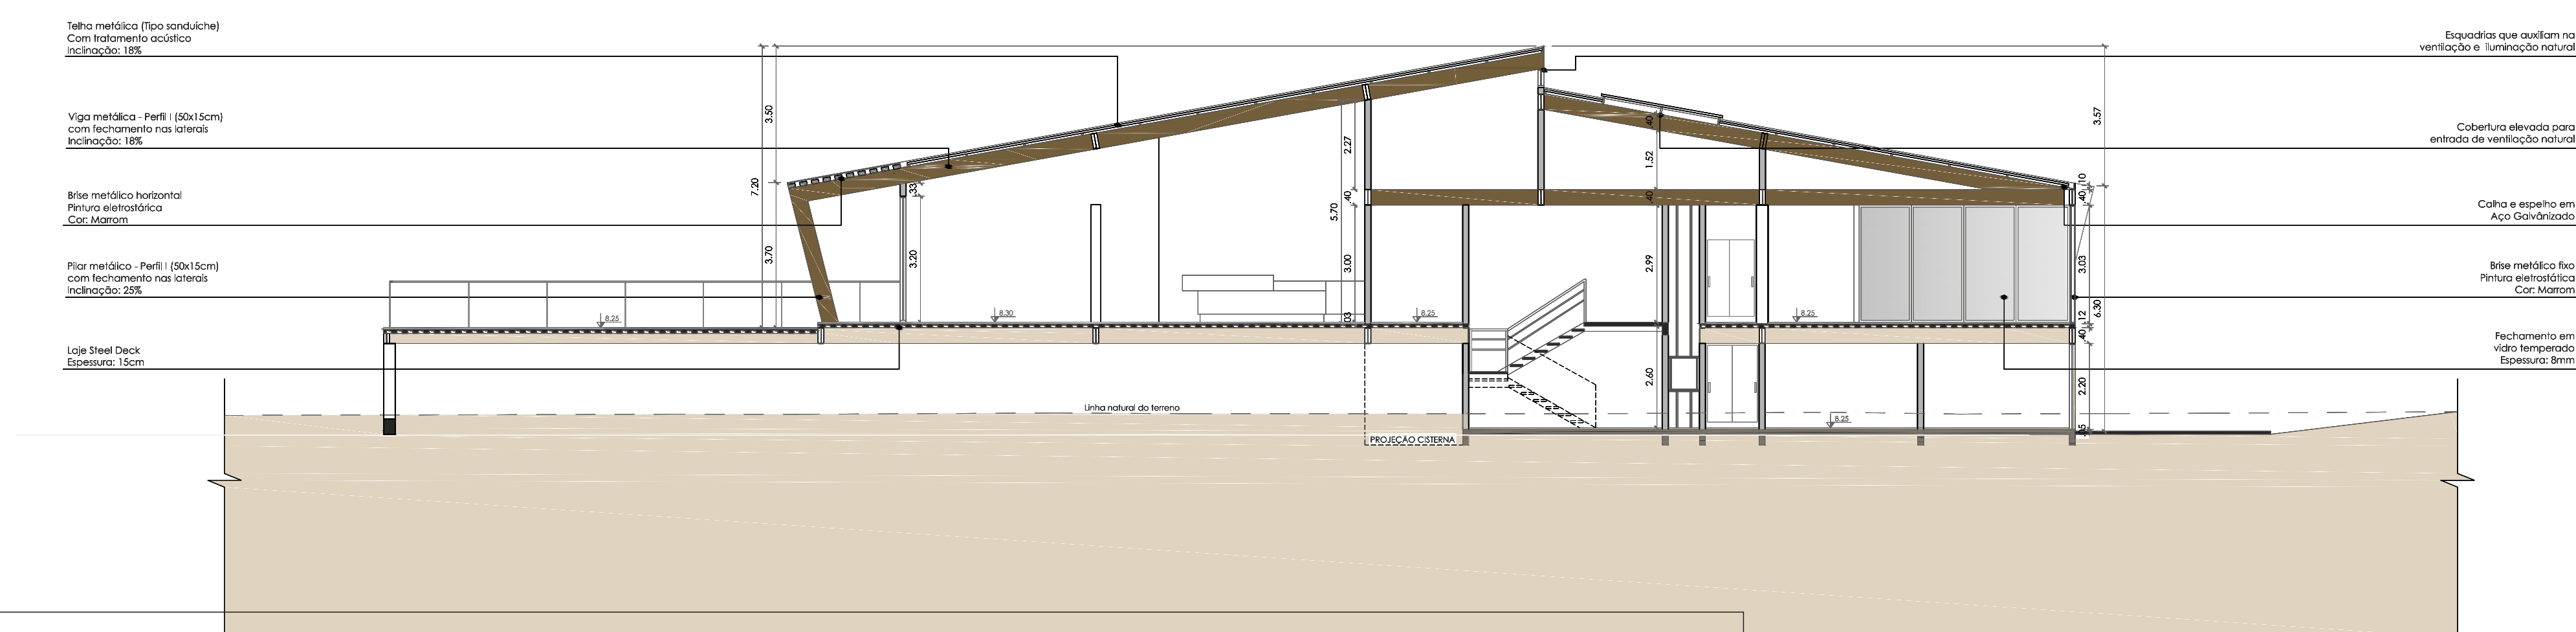 Telha metálica (Tipo sanduíche)
Com tratamento acústico
Inclinação: 18%
Viga metálica - Perfil I (50x15cm)
com fechamento nas laterais
Inclinação: 18%
Brise metálico horizontal
Pintura eletrostárica
Cor: Marrom
Pilar metálico - Perfil I (50x15cm)
com fechamento nas laterais
Inclinação: 25%
Laje Steel Deck
Espessura: 15cm
3.50
7.20
3.70
.33
3.20
8.25
8.30
2.27
.40
5.70
3.00
.03
8.25
.40
1.52
.40
2.99
2.60
8.25
8.25
Linha natural do terreno
PROJEÇÃO CISTERNA
3.57
.10
.40
3.03
6.30
.12
.40
2.20
.05
Esquadrias que auxiliam na
ventilação e iluminação natural
Cobertura elevada para
entrada de ventilação natural
Calha e espelho em
Aço Galvânizado
Brise metálico fixo
Pintura eletrostática
Cor: Marrom
Fechamento em
vidro temperado
Espessura: 8mm